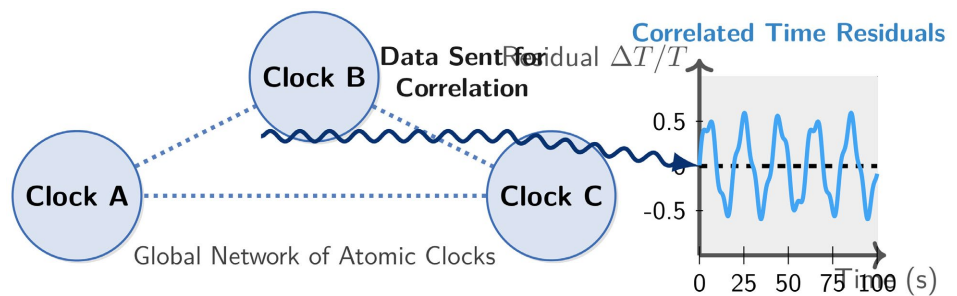 Correlated Time Residuals
Data Sent for
Correlation
Residual ΔT/T
Clock B
Clock A
Clock C
Global Network of Atomic Clocks
0.5
0
-0.5
0 25 50 75 100
Time (s)